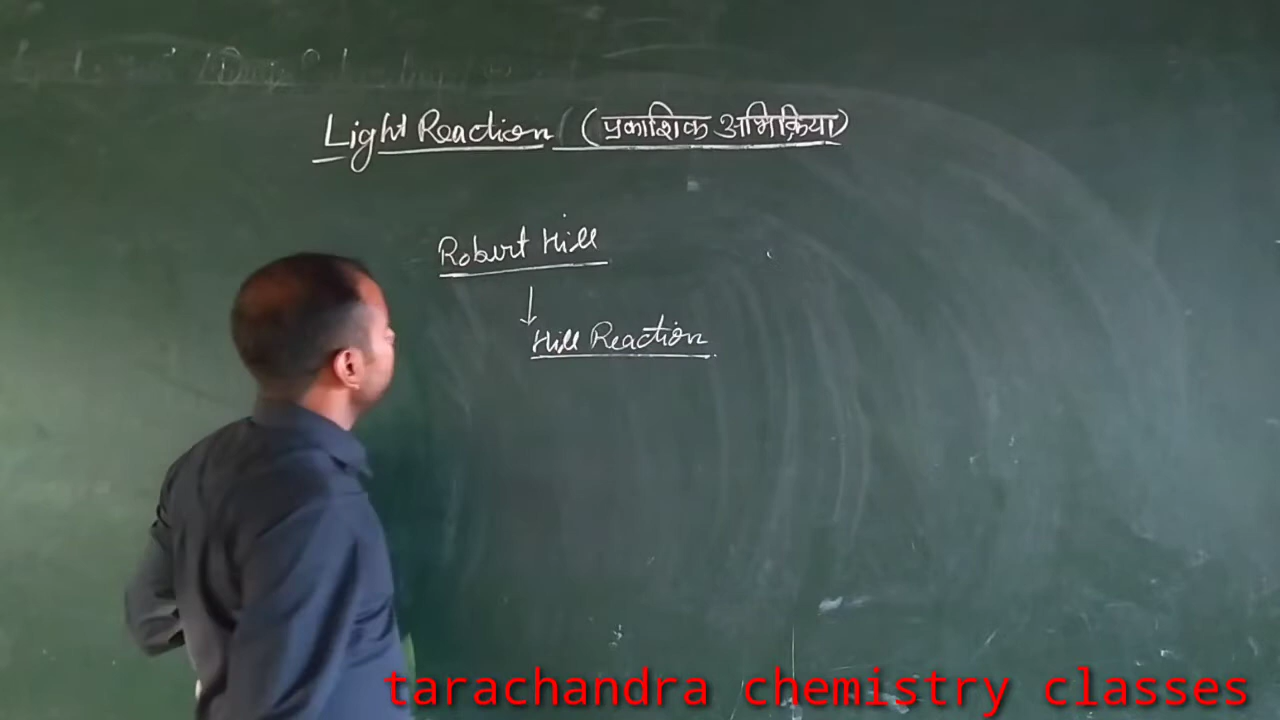 Light Reaction (प्रकाशिक अभिक्रिया)
Robert Hill
Hill Reaction
tarachandra chemistry classes